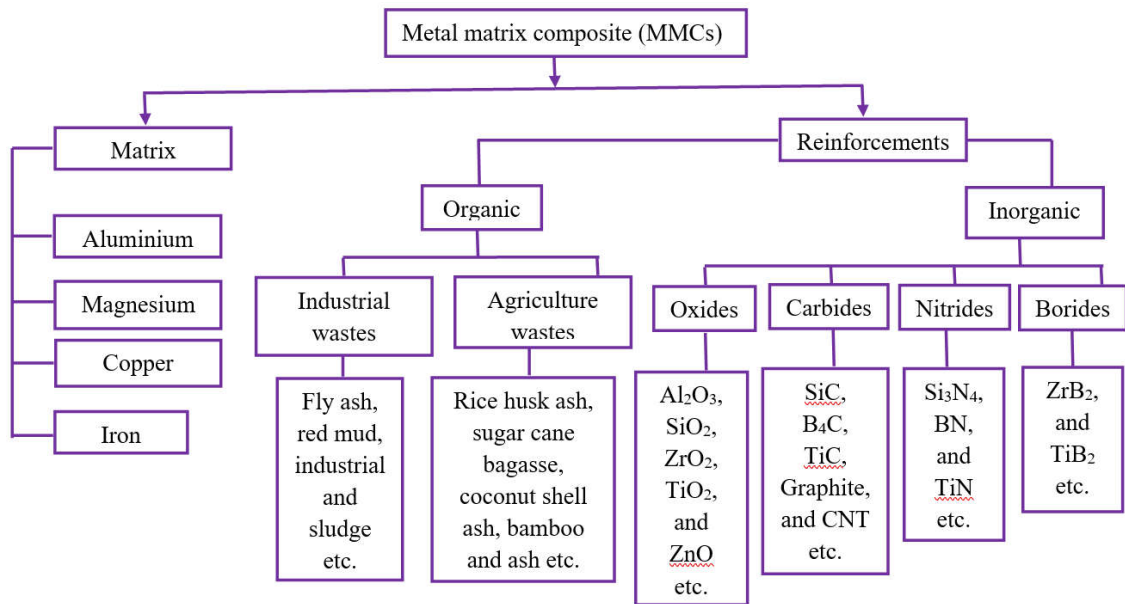 Metal matrix composite (MMCs)
Matrix
Aluminium
Magnesium
Copper
Iron
Reinforcements
Organic
Industrial
wastes
Fly ash,
red mud,
industrial
and
sludge
etc.
Agriculture
wastes
Rice husk ash,
sugar cane
bagasse,
coconut shell
ash, bamboo
and ash etc.
Inorganic
Oxides
Al₂O₃,
SiO₂,
ZrO₂,
TiO₂,
and
ZnO
etc.
Carbides
SiC,
B₄C,
TiC,
Graphite,
and CNT
etc.
Nitrides
Si₃N₄,
BN,
and
TiN
etc.
Borides
ZrB₂,
and
TiB₂
etc.